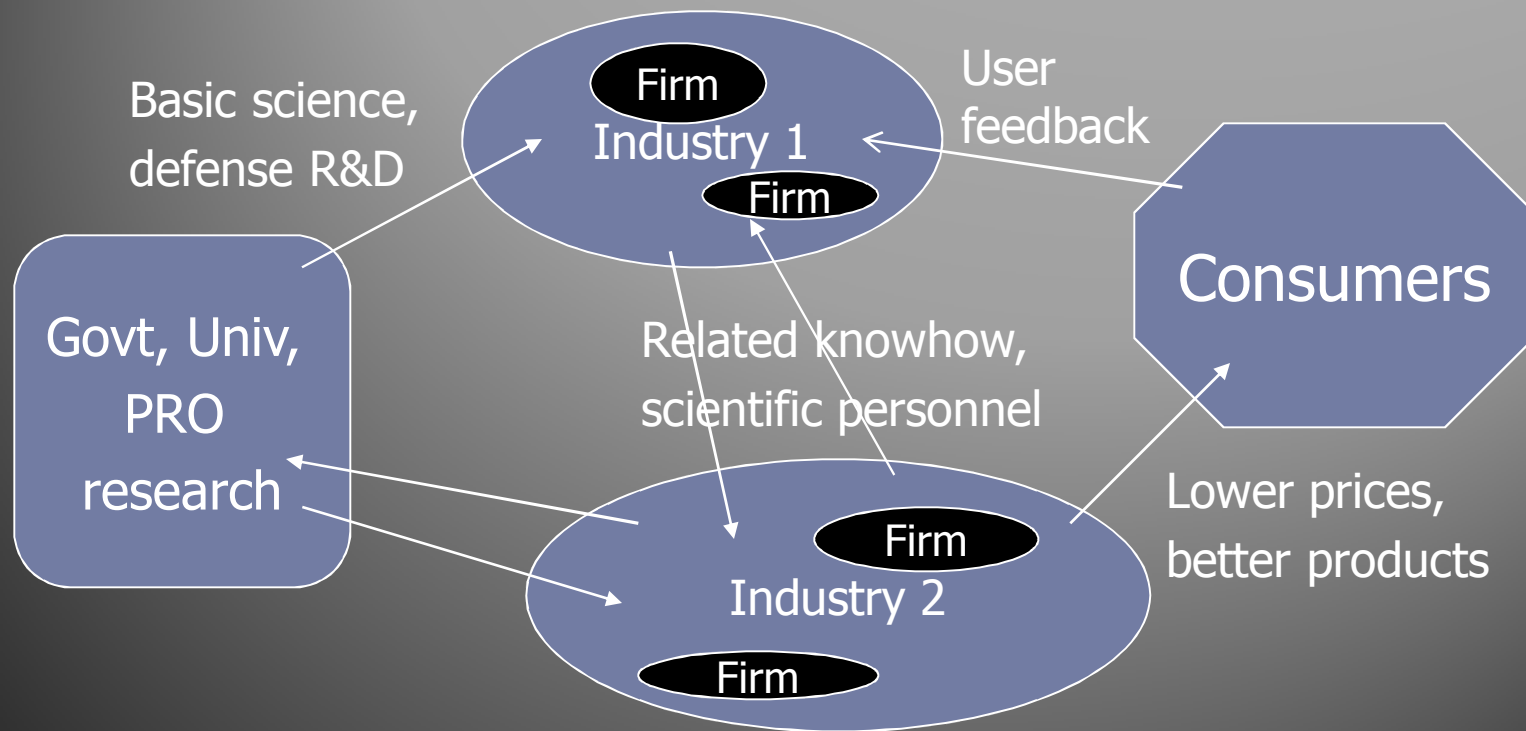 Basic science,
defense R&D
Firm
Industry 1
Firm
User
feedback
Govt, Univ,
PRO
research
Related knowhow,
scientific personnel
Consumers
Firm
Industry 2
Firm
Lower prices,
better products